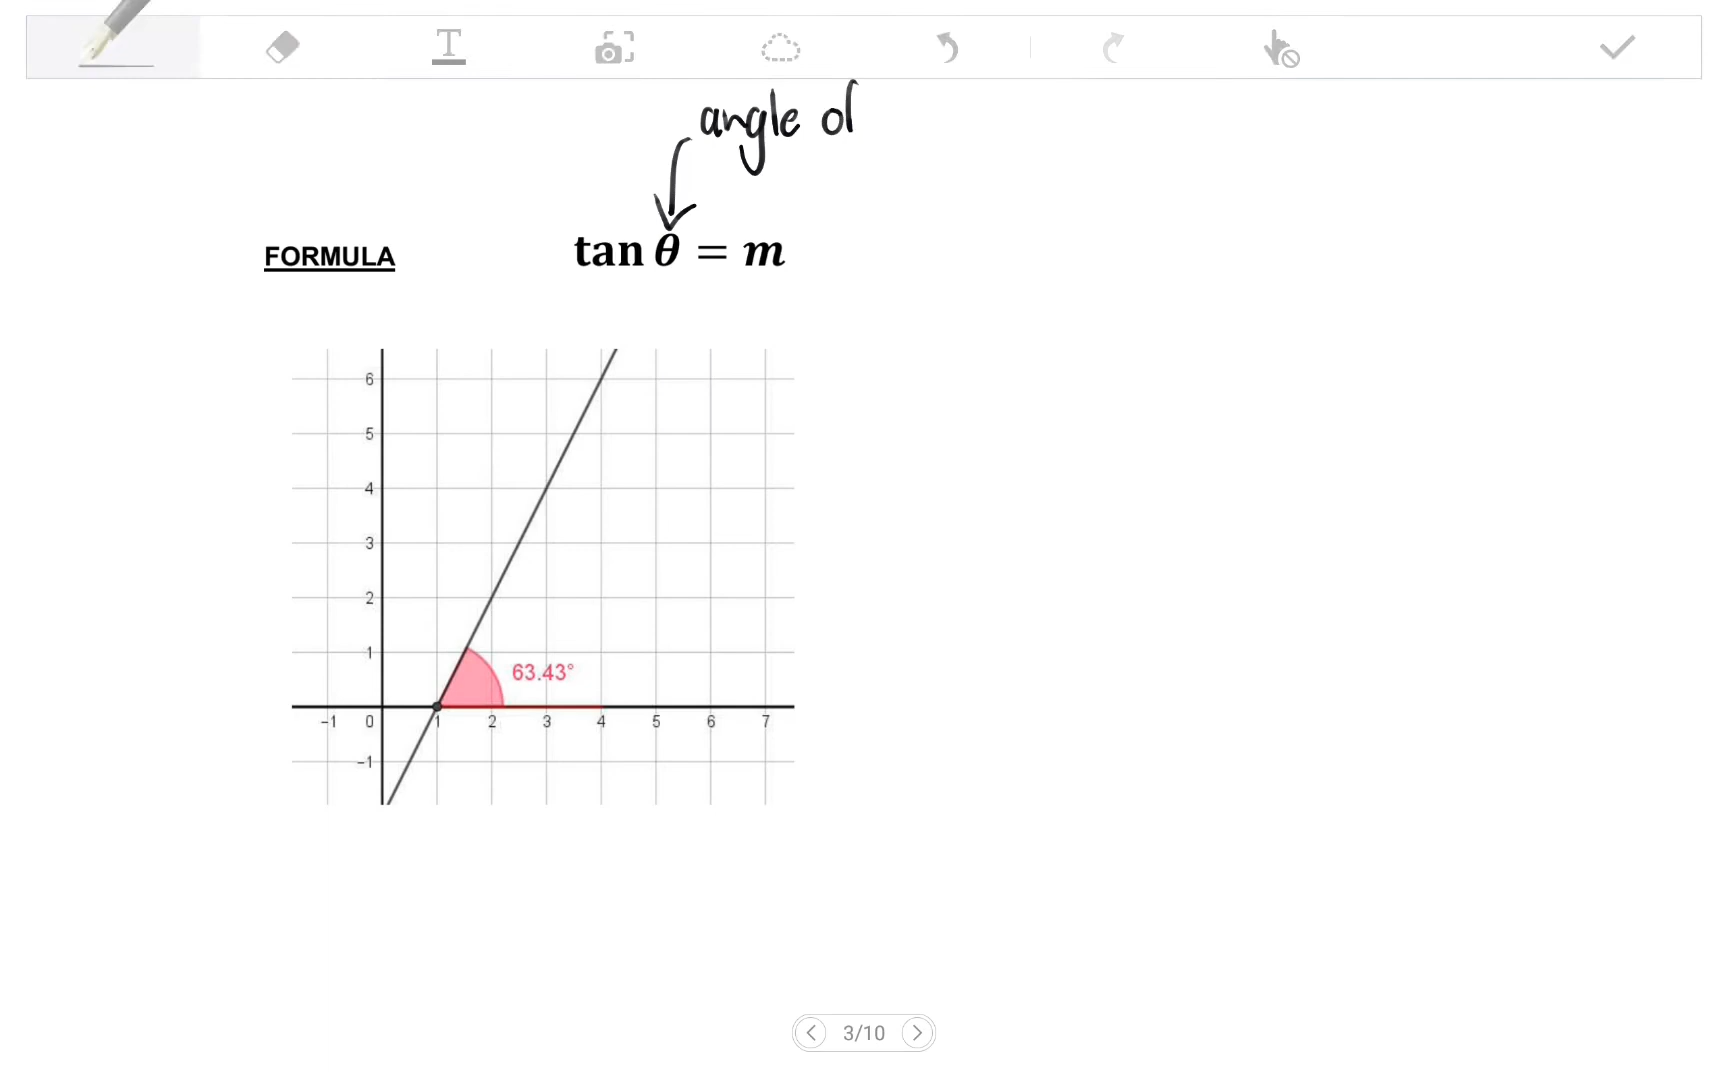 T
angle of
FORMULA
tan θ = m
6
5
4
3
2
1
63.43°
−1 0 1 2 3 4 5 6 7
−1
3/10